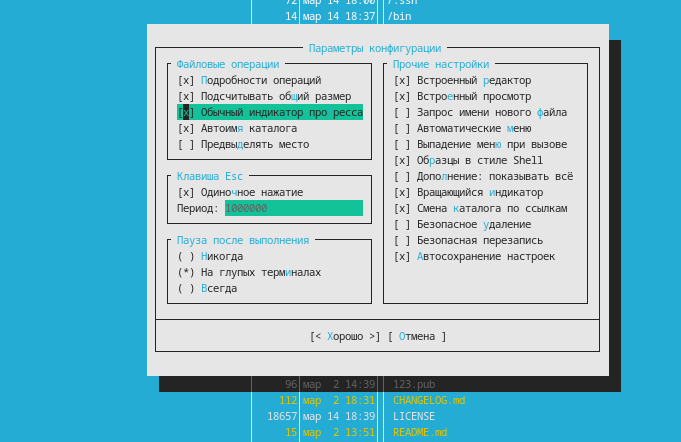 72 мар 14 18:00 /.ssh
14 мар 14 18:37 /bin
Параметры конфигурации
Файловые операции
[x] Подробности операций
[x] Подсчитывать общий размер
[x] Обычный индикатор про ресса
[x] Автоимя каталога
[ ] Предвыделять место
Клавиша Esc
[x] Одиночное нажатие
Период: 1000000
Пауза после выполнения
( ) Никогда
(*) На глупых терминалах
( ) Всегда
Прочие настройки
[x] Встроенный редактор
[x] Встроенный просмотр
[ ] Запрос имени нового файла
[ ] Автоматические меню
[ ] Выпадение меню при вызове
[x] Образцы в стиле Shell
[ ] Дополнение: показывать всё
[x] Вращающийся индикатор
[x] Смена каталога по ссылкам
[ ] Безопасное удаление
[ ] Безопасная перезапись
[x] Автосохранение настроек
[< Хорошо >] [ Отмена ]
96 мар 2 14:39 123.pub
112 мар 2 18:31 CHANGELOG.md
18657 мар 14 18:39 LICENSE
15 мар 2 13:51 README.md